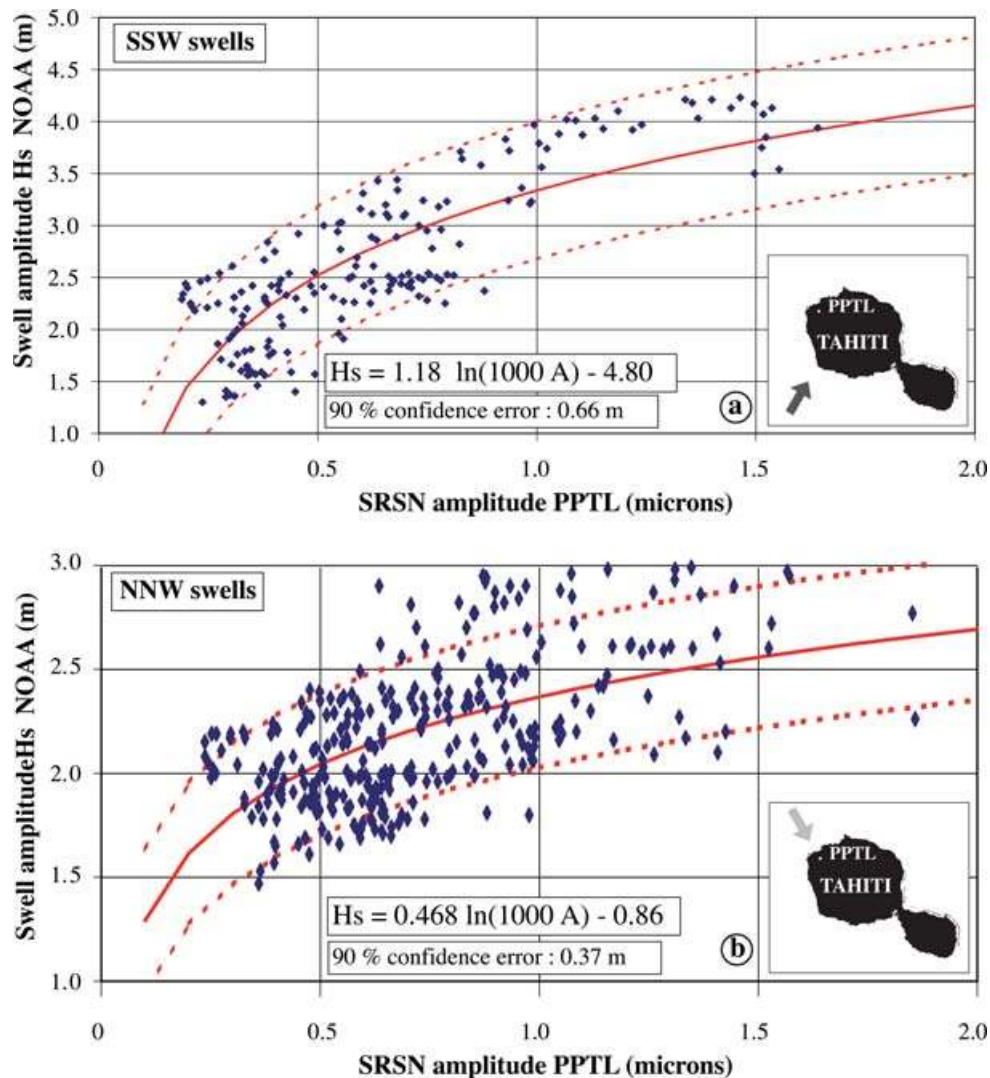 SSW swells
Swell amplitude Hs NOAA (m)
5.0
4.5
4.0
3.5
3.0
2.5
2.0
1.5
1.0
. PPTL
TAHITI
Hs = 1.18 ln(1000 A) - 4.80
90 % confidence error : 0.66 m
a
0 0.5 1.0 1.5 2.0
SRSN amplitude PPTL (microns)
NNW swells
Swell amplitudeHs NOAA (m)
3.0
2.5
2.0
1.5
1.0
. PPTL
TAHITI
Hs = 0.468 ln(1000 A) - 0.86
90 % confidence error : 0.37 m
b
0 0.5 1.0 1.5 2.0
SRSN amplitude PPTL (microns)